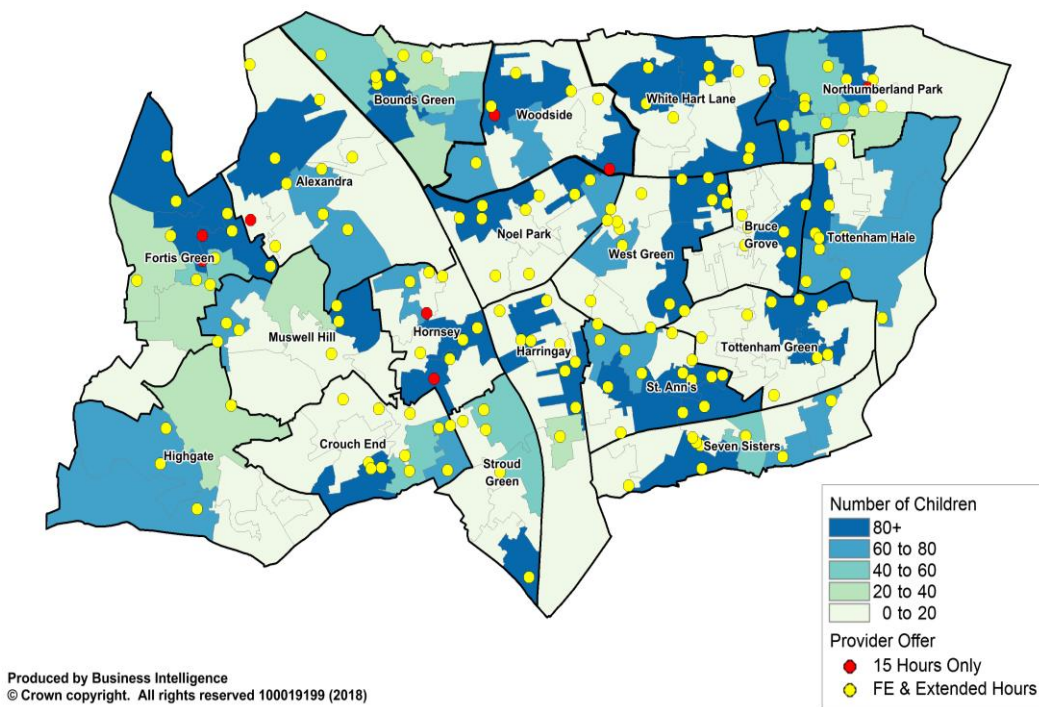 Bounds Green
Woodside
White Hart Lane
Northumberland Park
Alexandra
Noel Park
West Green
Bruce
Grove
Tottenham Hale
Fortis Green
Muswell Hill
Hornsey
Harringay
Tottenham Green
St. Ann's
Highgate
Crouch End
Stroud
Green
Seven Sisters
Number of Children
80+
60 to 80
40 to 60
20 to 40
0 to 20
Provider Offer
15 Hours Only
FE & Extended Hours
Produced by Business Intelligence
© Crown copyright. All rights reserved 100019199 (2018)